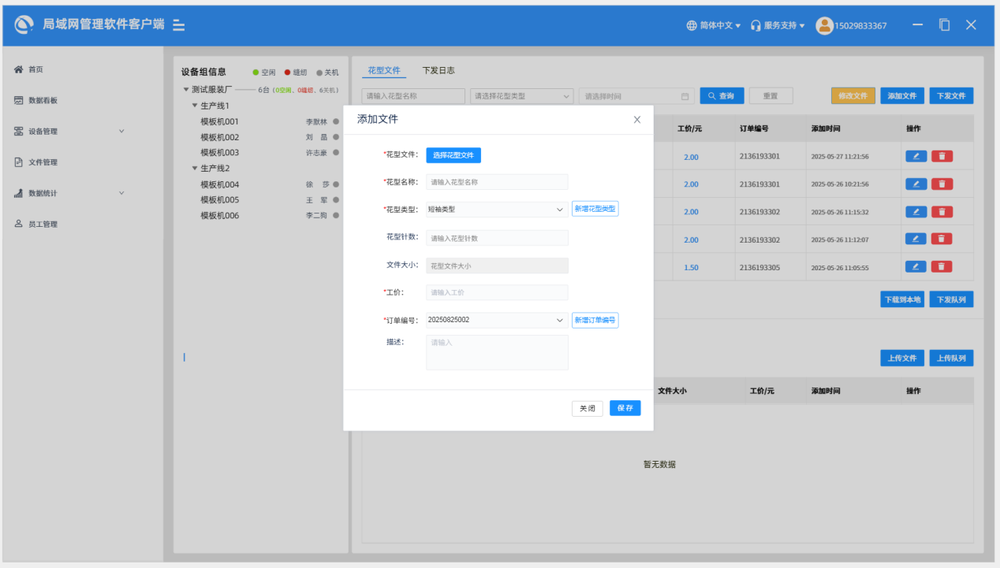 局域网管理软件客户端
简体中文 服务支持 15029833367
首页
数据看板
设备管理
文件管理
数据统计
员工管理
设备组信息 空闲 缝纫 关机
测试服装厂 6台 (0空闲、0缝纫、6关机)
生产线1
模板机001 李默林
模板机002 刘 晶
模板机003 许志豪
生产线2
模板机004 徐 莎
模板机005 王 军
模板机006 李二狗
花型文件 下发日志
请输入花型名称 请选择花型类型 请选择时间 查询 重置 修改文件 添加文件 下发文件
工价/元 订单编号 添加时间 操作
2.00 2136193301 2025-05-27 11:21:56
2.00 2136193301 2025-05-26 10:21:56
2.00 2136193302 2025-05-26 11:15:32
2.00 2136193302 2025-05-26 11:12:07
1.50 2136193305 2025-05-26 11:05:55
下载到本地 下发队列
上传文件 上传队列
文件大小 工价/元 添加时间 操作
暂无数据
添加文件
*花型文件： 选择花型文件
*花型名称： 请输入花型名称
*花型类型： 短袖类型 新增花型类型
花型针数： 请输入花型针数
文件大小： 花型文件大小
*工价： 请输入工价
*订单编号： 20250825002 新增订单编号
描述： 请输入
关闭 保存